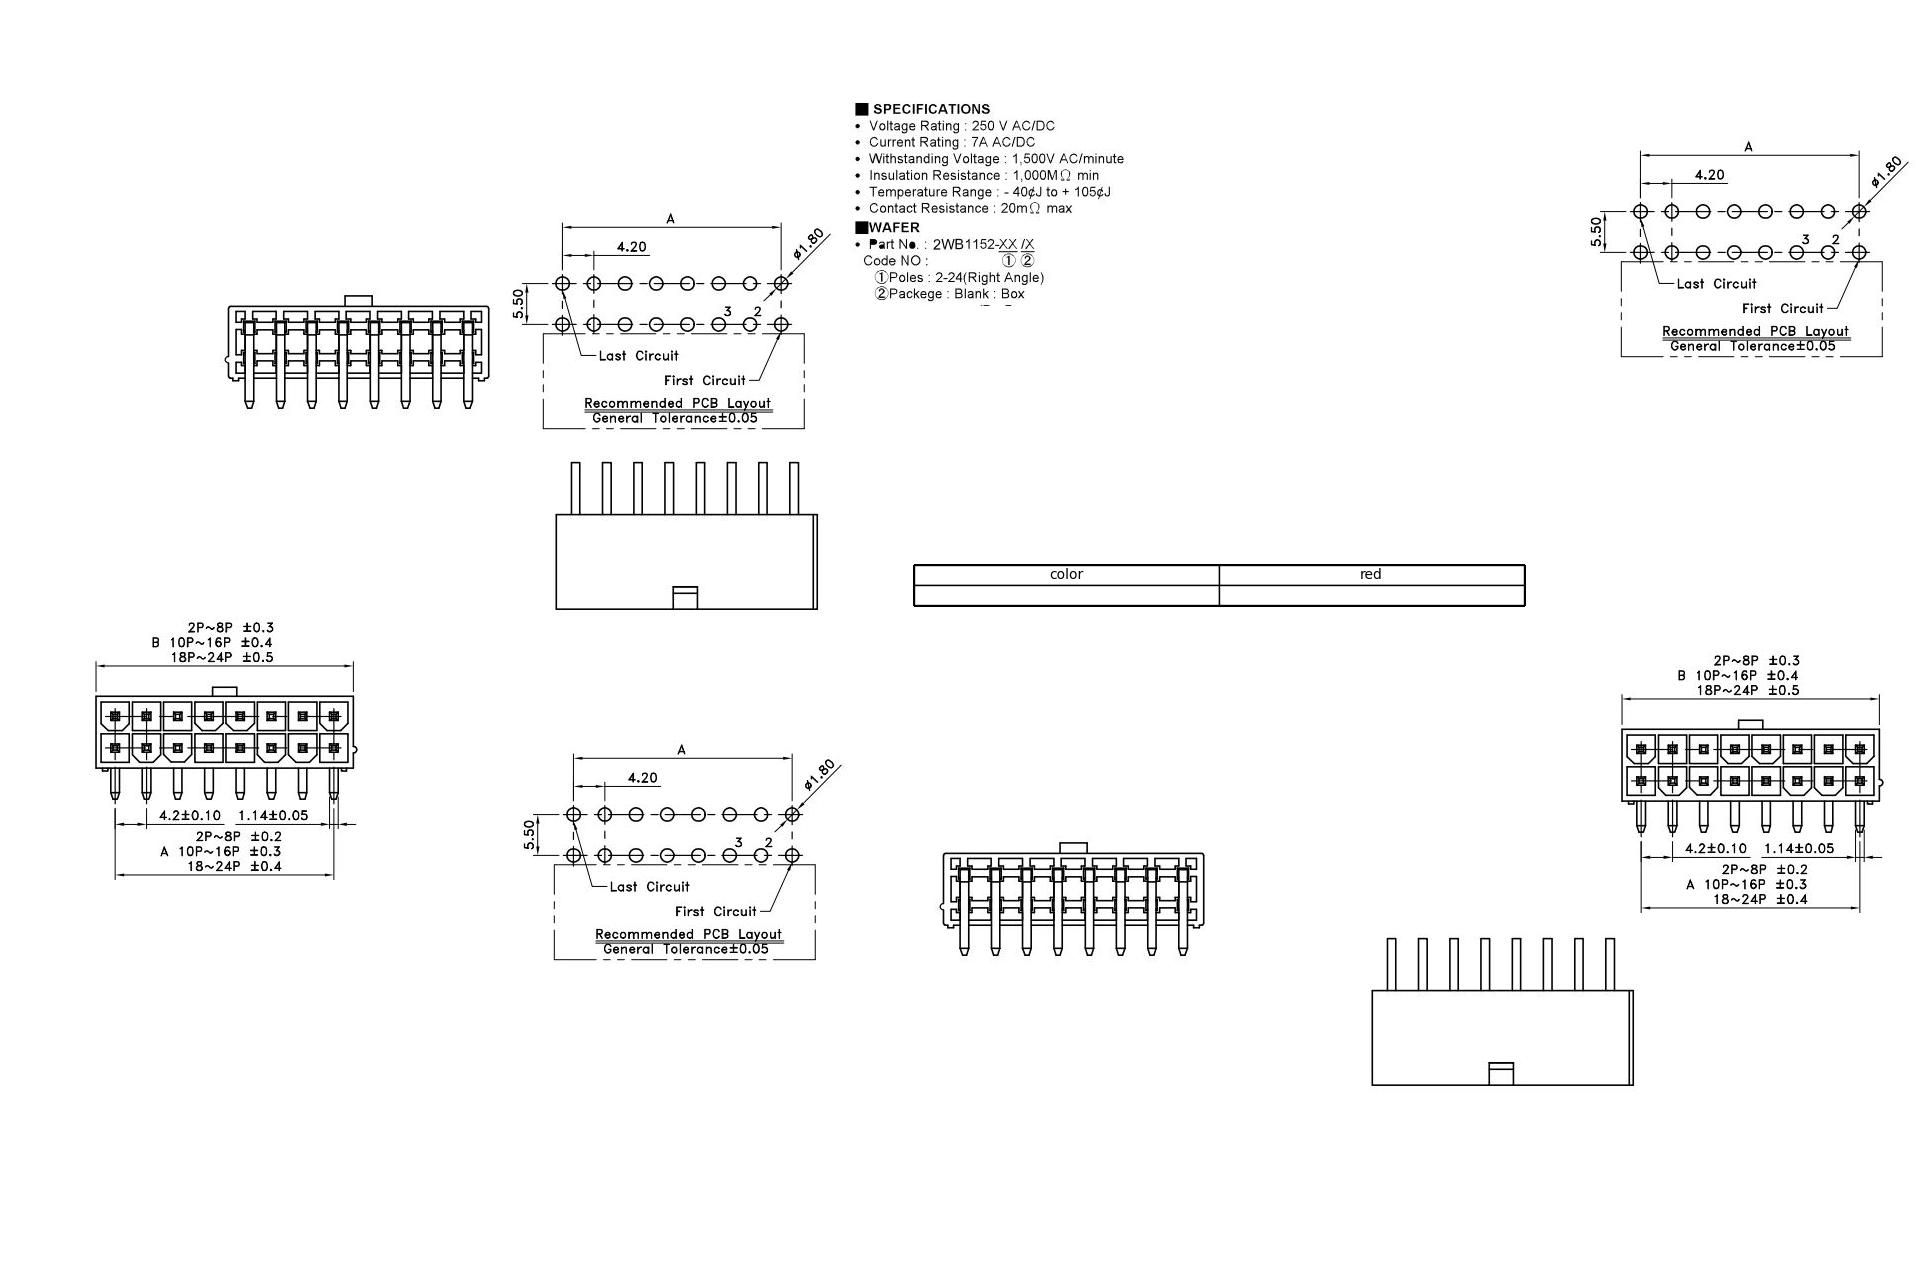 ■ SPECIFICATIONS
• Voltage Rating : 250 V AC/DC
• Current Rating : 7A AC/DC
• Withstanding Voltage : 1,500V AC/minute
• Insulation Resistance : 1,000MΩ min
• Temperature Range : - 40¢J to + 105¢J
• Contact Resistance : 20mΩ max
■WAFER
• Part No. : 2WB1152-XX /X
Code NO : ① ②
①Poles : 2-24(Right Angle)
②Packege : Blank : Box
A
4.20
ø1.80
5.50
3 2
Last Circuit
First Circuit
Recommended PCB Layout
General Tolerance±0.05
A
4.20
ø1.80
5.50
3 2
Last Circuit
First Circuit
Recommended PCB Layout
General Tolerance±0.05
color red
2P~8P ±0.3
B 10P~16P ±0.4
18P~24P ±0.5
4.2±0.10 1.14±0.05
2P~8P ±0.2
A 10P~16P ±0.3
18~24P ±0.4
A
4.20
ø1.80
5.50
3 2
Last Circuit
First Circuit
Recommended PCB Layout
General Tolerance±0.05
2P~8P ±0.3
B 10P~16P ±0.4
18P~24P ±0.5
4.2±0.10 1.14±0.05
2P~8P ±0.2
A 10P~16P ±0.3
18~24P ±0.4